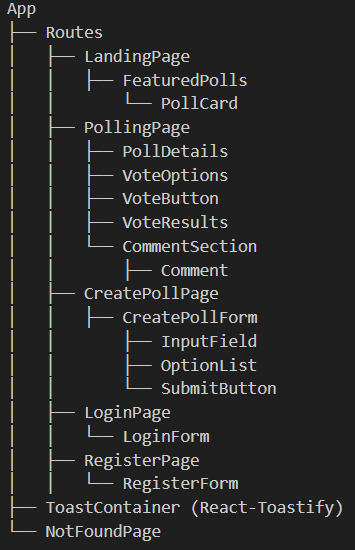 App
├── Routes
│   ├── LandingPage
│   │   ├── FeaturedPolls
│   │       └── PollCard
│   ├── PollingPage
│   │   ├── PollDetails
│   │   ├── VoteOptions
│   │   ├── VoteButton
│   │   ├── VoteResults
│   │   └── CommentSection
│   │       ├── Comment
│   ├── CreatePollPage
│   │   ├── CreatePollForm
│   │       ├── InputField
│   │       ├── OptionList
│   │       └── SubmitButton
│   ├── LoginPage
│   │   └── LoginForm
│   ├── RegisterPage
│   │   └── RegisterForm
├── ToastContainer (React-Toastify)
└── NotFoundPage